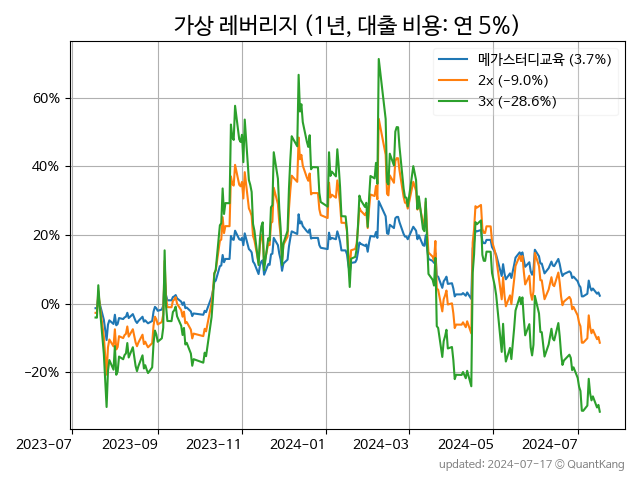 가상 레버리지 (1년, 대출 비용: 연 5%)
메가스터디교육 (3.7%)
2x (−9.0%)
3x (−28.6%)
60%
40%
20%
0%
−20%
2023-07 2023-09 2023-11 2024-01 2024-03 2024-05 2024-07
updated: 2024-07-17 © QuantKang